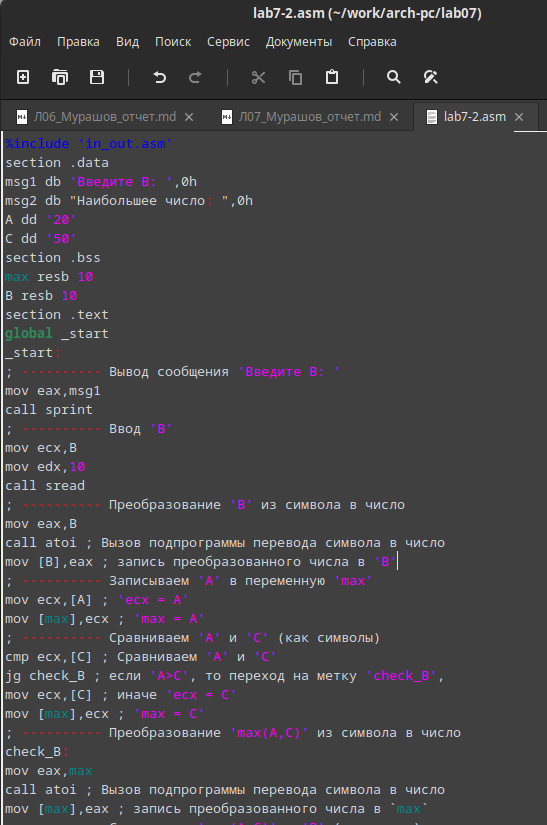 lab7-2.asm (~/work/arch-pc/lab07)
Файл Правка Вид Поиск Сервис Документы Справка
Л06_Мурашов_отчет.md Л07_Мурашов_отчет.md lab7-2.asm
%include 'in_out.asm'
section .data
msg1 db 'Введите B: ',0h
msg2 db "Наибольшее число: ",0h
A dd '20'
C dd '50'
section .bss
max resb 10
B resb 10
section .text
global _start
_start:
; ---------- Вывод сообщения 'Введите B: '
mov eax,msg1
call sprint
; ---------- Ввод 'B'
mov ecx,B
mov edx,10
call sread
; ---------- Преобразование 'B' из символа в число
mov eax,B
call atoi ; Вызов подпрограммы перевода символа в число
mov [B],eax ; запись преобразованного числа в 'B'
; ---------- Записываем 'A' в переменную 'max'
mov ecx,[A] ; 'ecx = A'
mov [max],ecx ; 'max = A'
; ---------- Сравниваем 'A' и 'С' (как символы)
cmp ecx,[C] ; Сравниваем 'A' и 'С'
jg check_B ; если 'A>C', то переход на метку 'check_B',
mov ecx,[C] ; иначе 'ecx = C'
mov [max],ecx ; 'max = C'
; ---------- Преобразование 'max(A,C)' из символа в число
check_B:
mov eax,max
call atoi ; Вызов подпрограммы перевода символа в число
mov [max],eax ; запись преобразованного числа в `max`